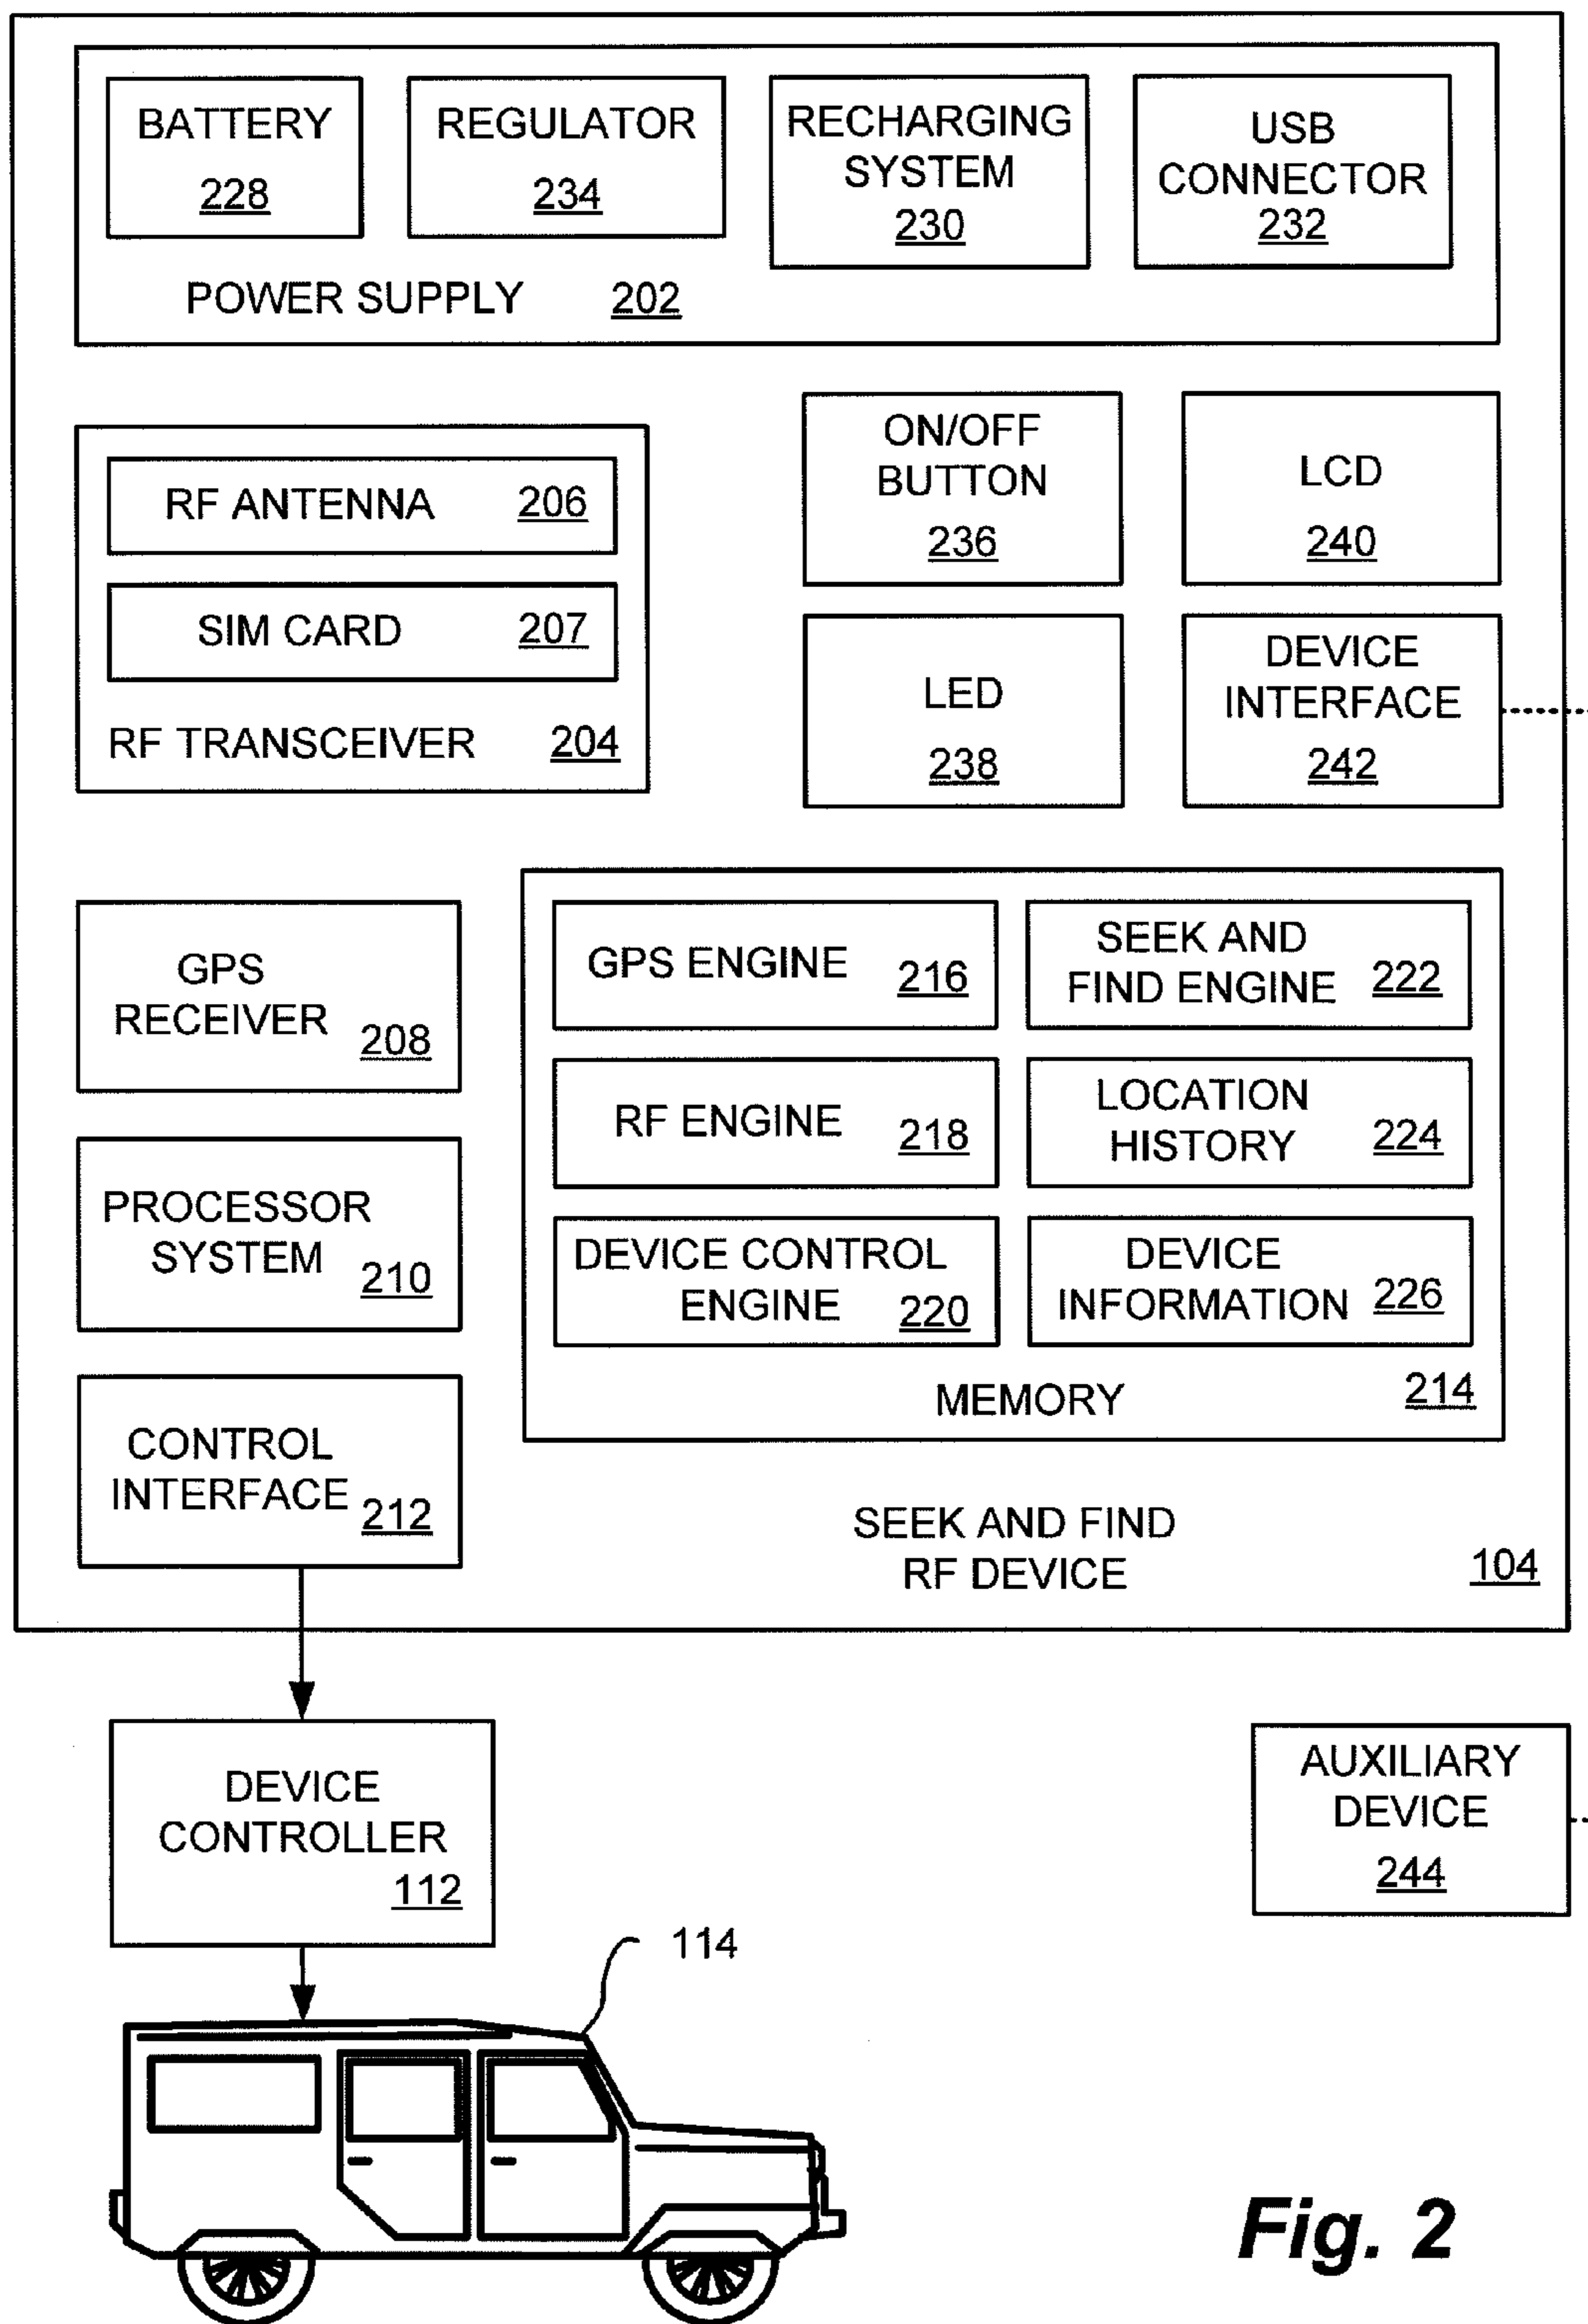 BATTERY
228
REGULATOR
234
RECHARGING
SYSTEM
230
USB
CONNECTOR
232
POWER SUPPLY 202
RF ANTENNA 206
SIM CARD 207
RF TRANSCEIVER 204
ON/OFF
BUTTON
236
LCD
240
LED
238
DEVICE
INTERFACE
242
GPS
RECEIVER 208
PROCESSOR
SYSTEM 210
CONTROL
INTERFACE 212
GPS ENGINE 216
SEEK AND
FIND ENGINE 222
RF ENGINE 218
LOCATION
HISTORY 224
DEVICE CONTROL
ENGINE 220
DEVICE
INFORMATION 226
MEMORY 214
SEEK AND FIND
RF DEVICE 104
DEVICE
CONTROLLER
112
AUXILIARY
DEVICE
244
114
Fig. 2